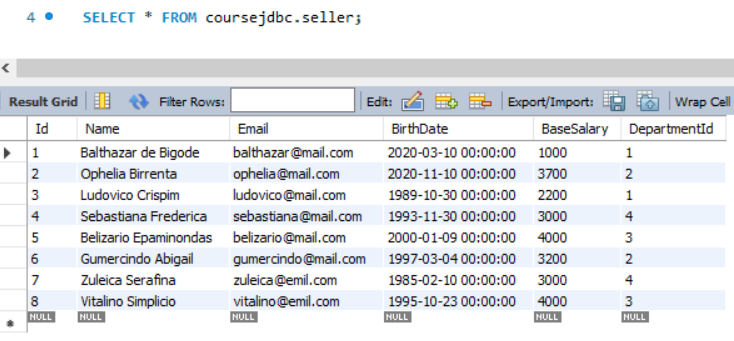 4 SELECT * FROM coursejdbc.seller;
Result Grid Filter Rows: Edit: Export/Import: Wrap Cell
Id Name Email BirthDate BaseSalary DepartmentId
1 Balthazar de Bigode balthazar@mail.com 2020-03-10 00:00:00 1000 1
2 Ophelia Birrenta ophelia@mail.com 2020-11-10 00:00:00 3700 2
3 Ludovico Crispim ludovico@mail.com 1989-10-30 00:00:00 2200 1
4 Sebastiana Frederica sebastiana@mail.com 1993-11-30 00:00:00 3000 4
5 Belizario Epaminondas belizario@mail.com 2000-01-09 00:00:00 4000 3
6 Gumercindo Abigail gumercindo@mail.com 1997-03-04 00:00:00 3200 2
7 Zuleica Serafina zuleica@emil.com 1985-02-10 00:00:00 3000 4
8 Vitalino Simplicio vitalino@emil.com 1995-10-23 00:00:00 4000 3
NULL NULL NULL NULL NULL NULL